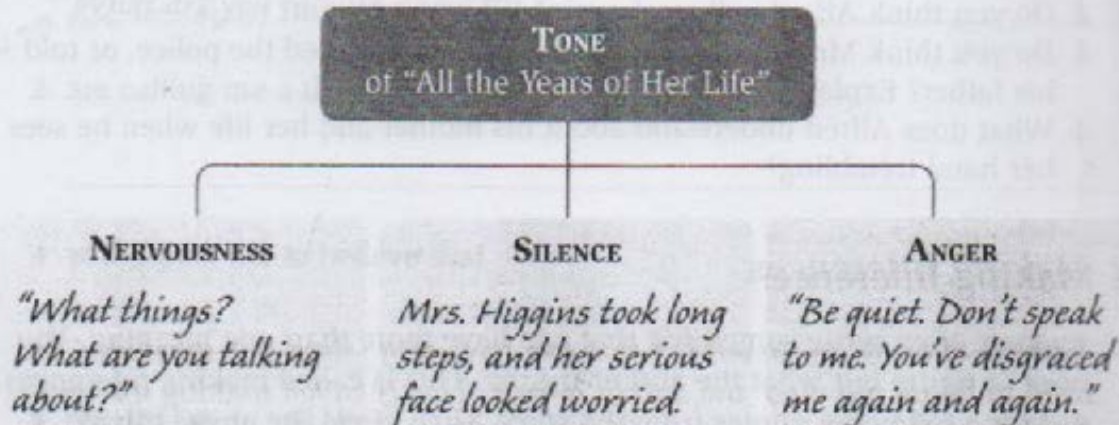 TONE
of "All the Years of Her Life"
NERVOUSNESS
"What things?
What are you talking
about?"
SILENCE
Mrs. Higgins took long
steps, and her serious
face looked worried.
ANGER
"Be quiet. Don't speak
to me. You've disgraced
me again and again."